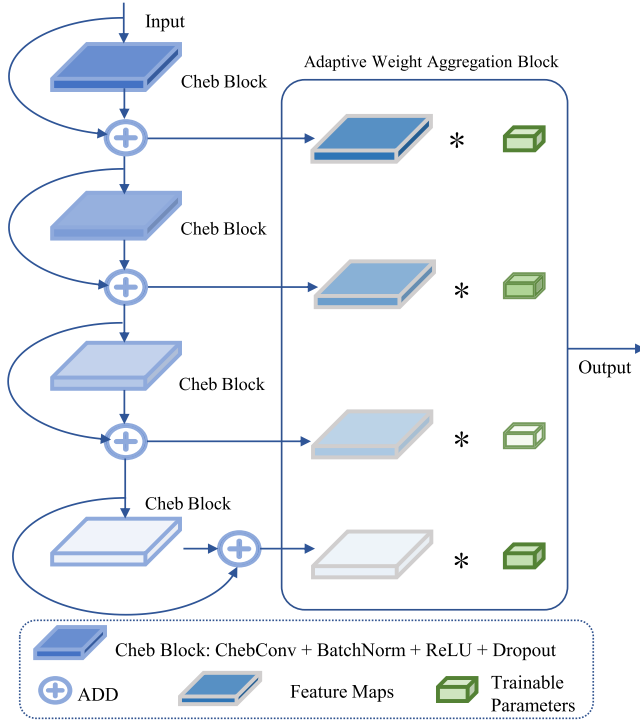 Input
Adaptive Weight Aggregation Block
Cheb Block
*
Cheb Block
*
Output
Cheb Block
*
Cheb Block
*
Cheb Block: ChebConv + BatchNorm + ReLU + Dropout
ADD
Feature Maps
Trainable
Parameters